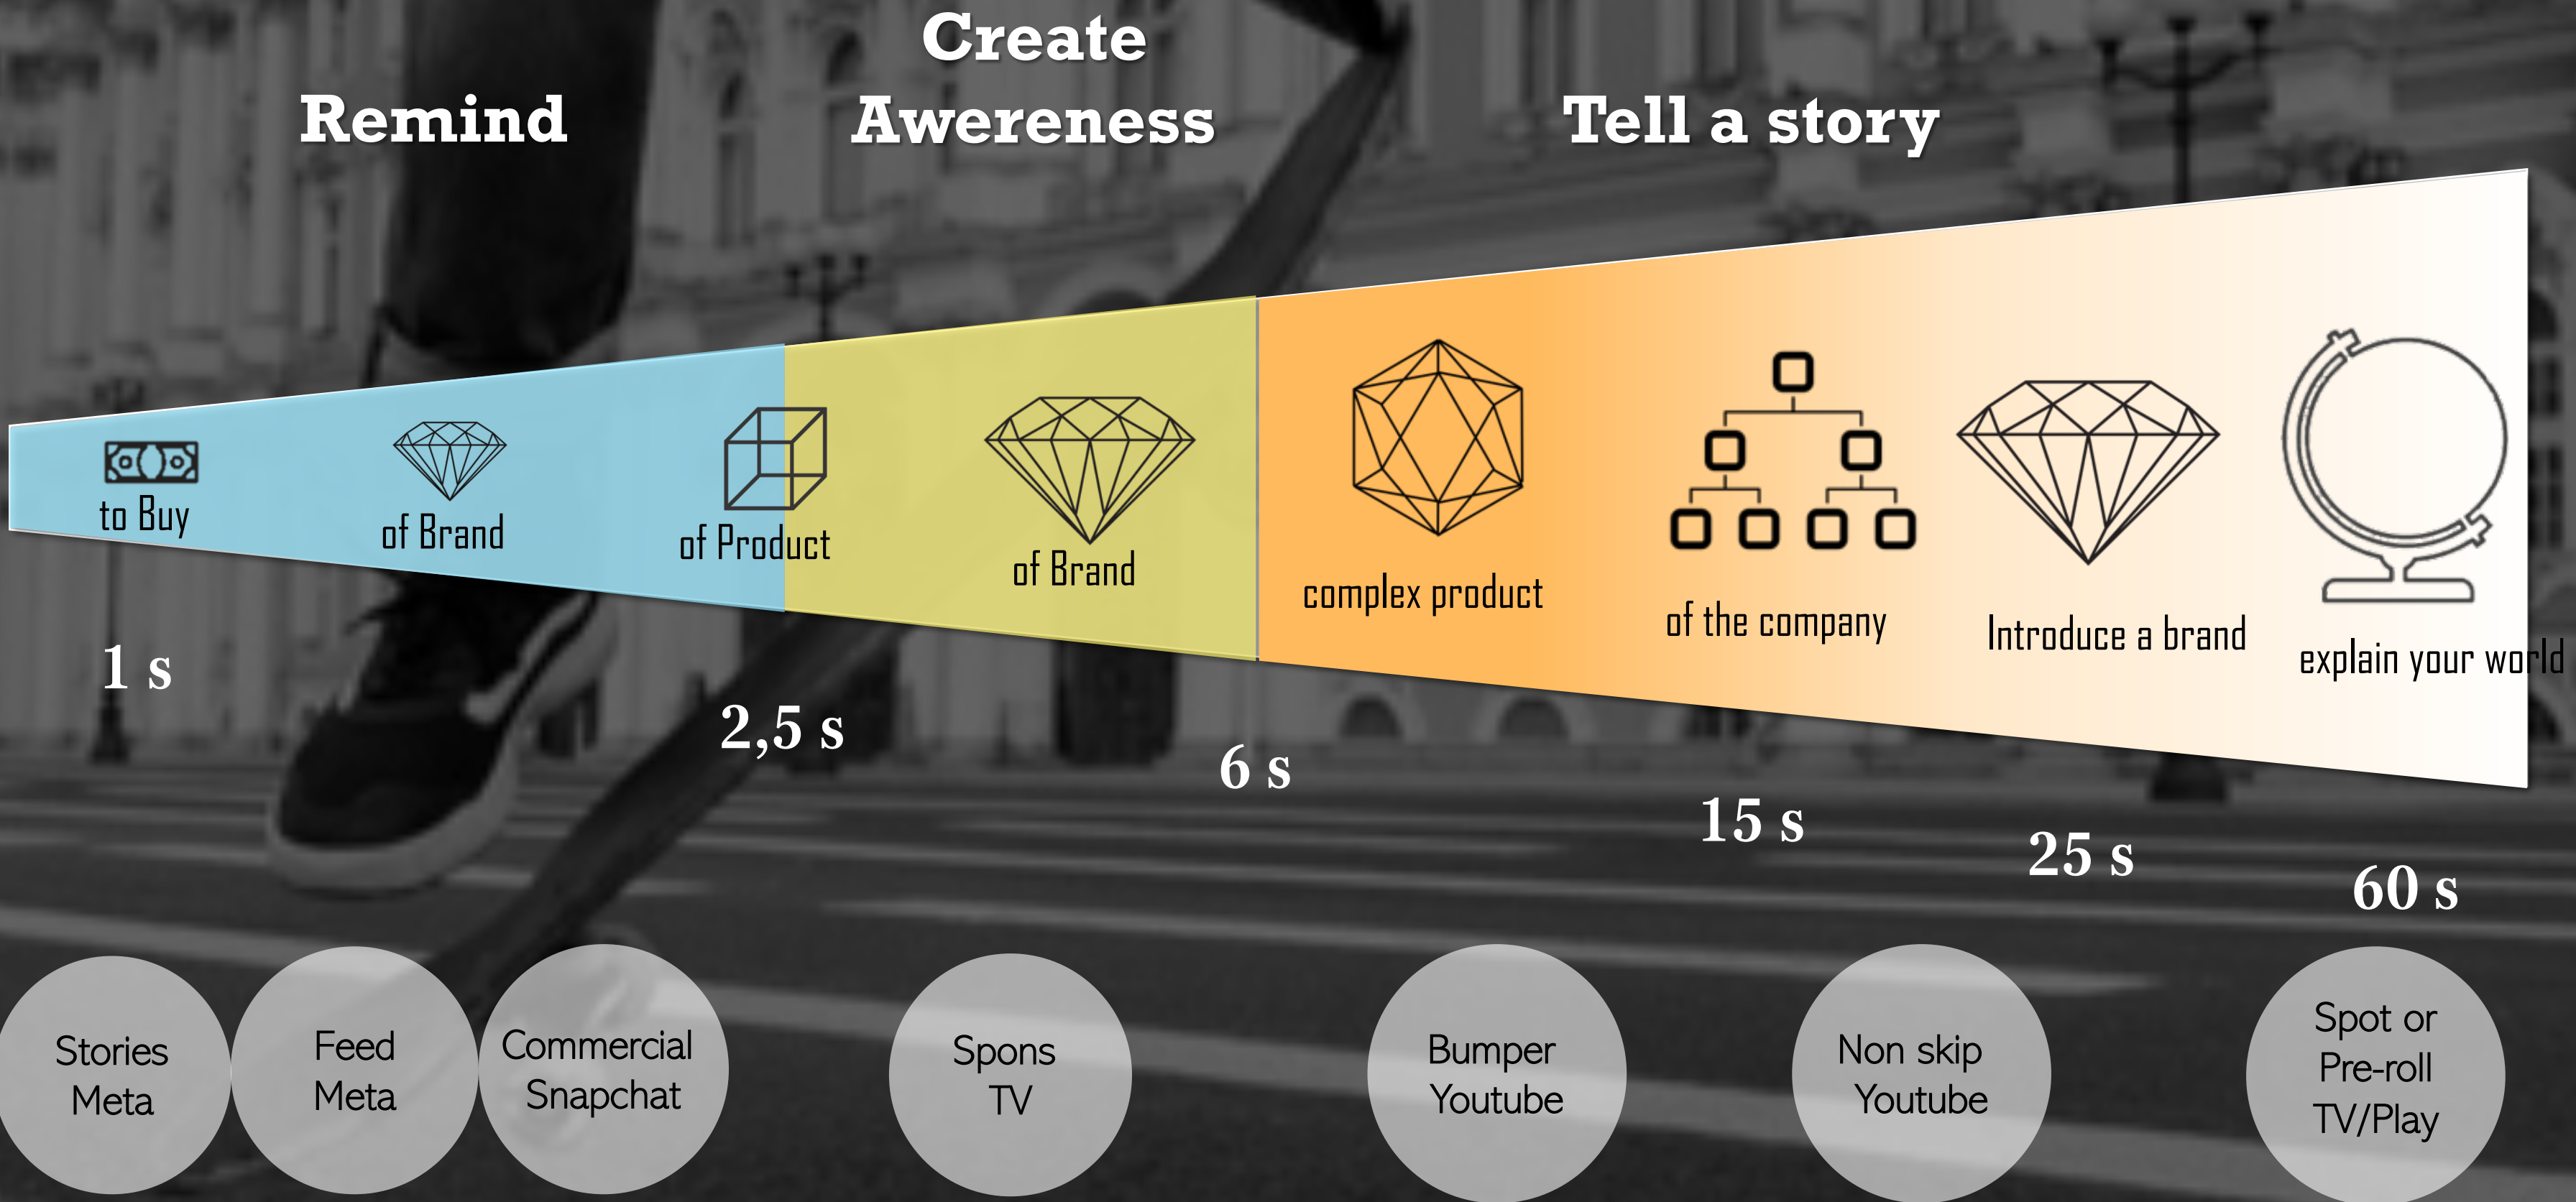 Remind
Create
Awereness
Tell a story
to Buy
of Brand
of Product
of Brand
complex product
of the company
Introduce a brand
explain your world
1 s
2,5 s
6 s
15 s
25 s
60 s
Stories
Meta
Feed
Meta
Commercial
Snapchat
Spons
TV
Bumper
Youtube
Non skip
Youtube
Spot or
Pre-roll
TV/Play